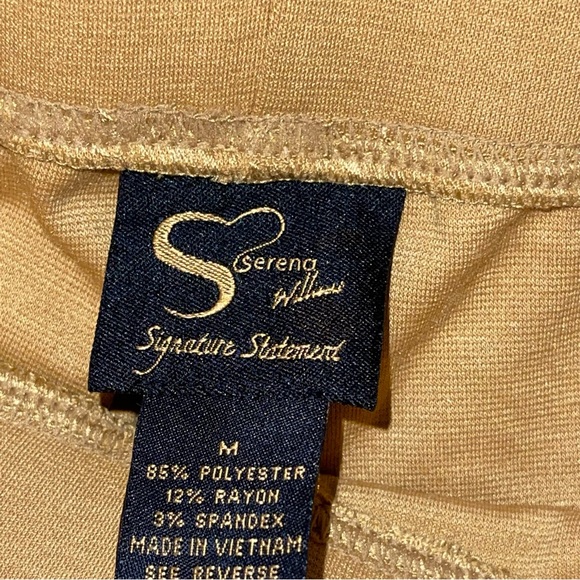 Serena
Williams
Signature Statement
M
85% POLYESTER
12% RAYON
3% SPANDEX
MADE IN VIETNAM
SEE REVERSE